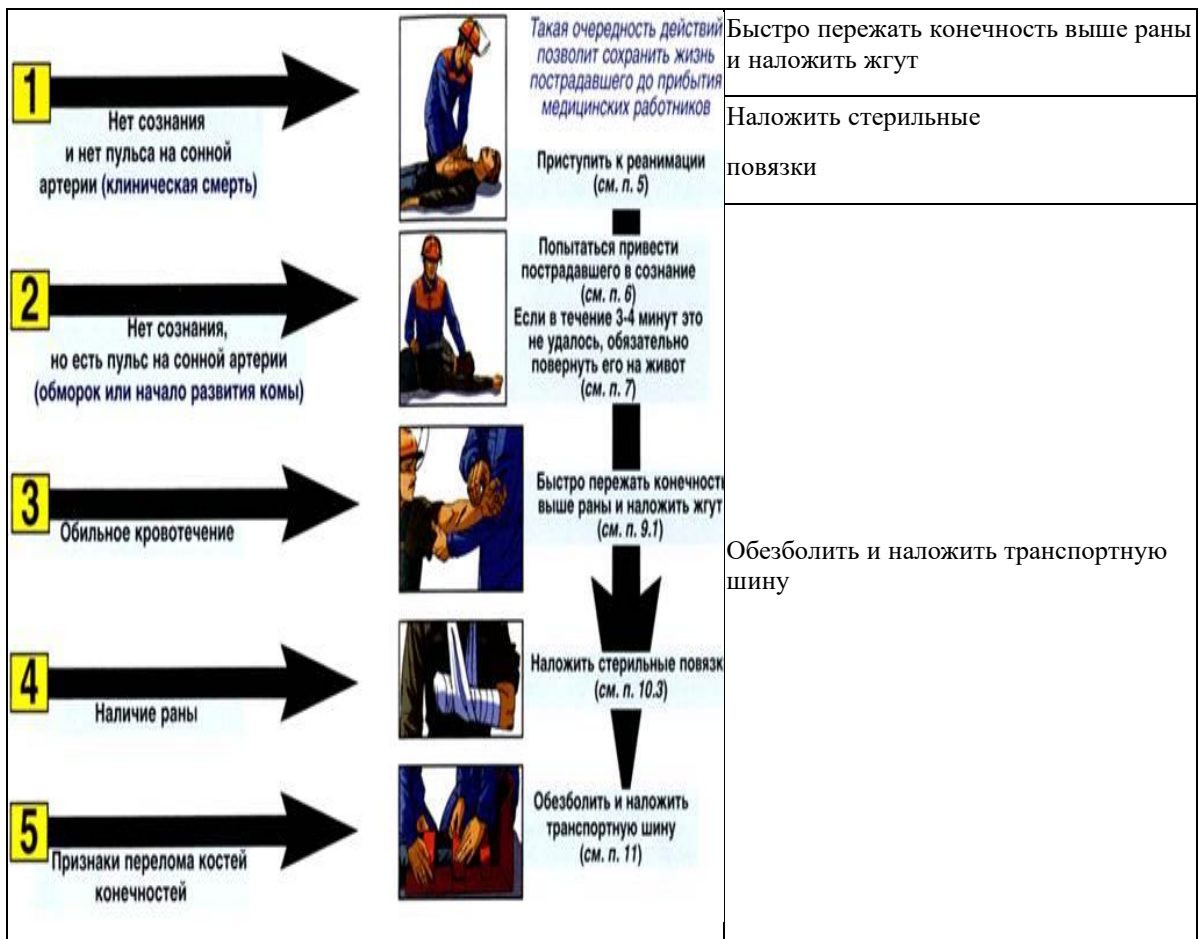 Такая очередность действий
позволит сохранить жизнь
пострадавшего до прибытия
медицинских работников
1
Нет сознания
и нет пульса на сонной
артерии (клиническая смерть)
Приступить к реанимации
(см. п. 5)
2
Нет сознания,
но есть пульс на сонной артерии
(обморок или начало развития комы)
Попытаться привести
пострадавшего в сознание
(см. п. 6)
Если в течение 3-4 минут это
не удалось, обязательно
повернуть его на живот
(см. п. 7)
3
Обильное кровотечение
Быстро пережать конечность
выше раны и наложить жгут
(см. п. 9.1)
4
Наличие раны
Наложить стерильные повязк
(см. п. 10.3)
5
Признаки перелома костей
конечностей
Обезболить и наложить
транспортную шину
(см. п. 11)
Быстро пережать конечность выше раны
и наложить жгут
Наложить стерильные
повязки
Обезболить и наложить транспортную
шину